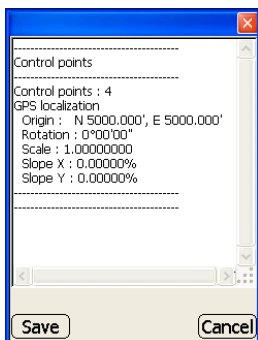 ----------------------------------------
Control points
----------------------------------------
Control points : 4
GPS localization
Origin : N 5000.000', E 5000.000'
Rotation : 0°00'00"
Scale : 1.00000000
Slope X : 0.00000%
Slope Y : 0.00000%
----------------------------------------
----------------------------------------
Save Cancel